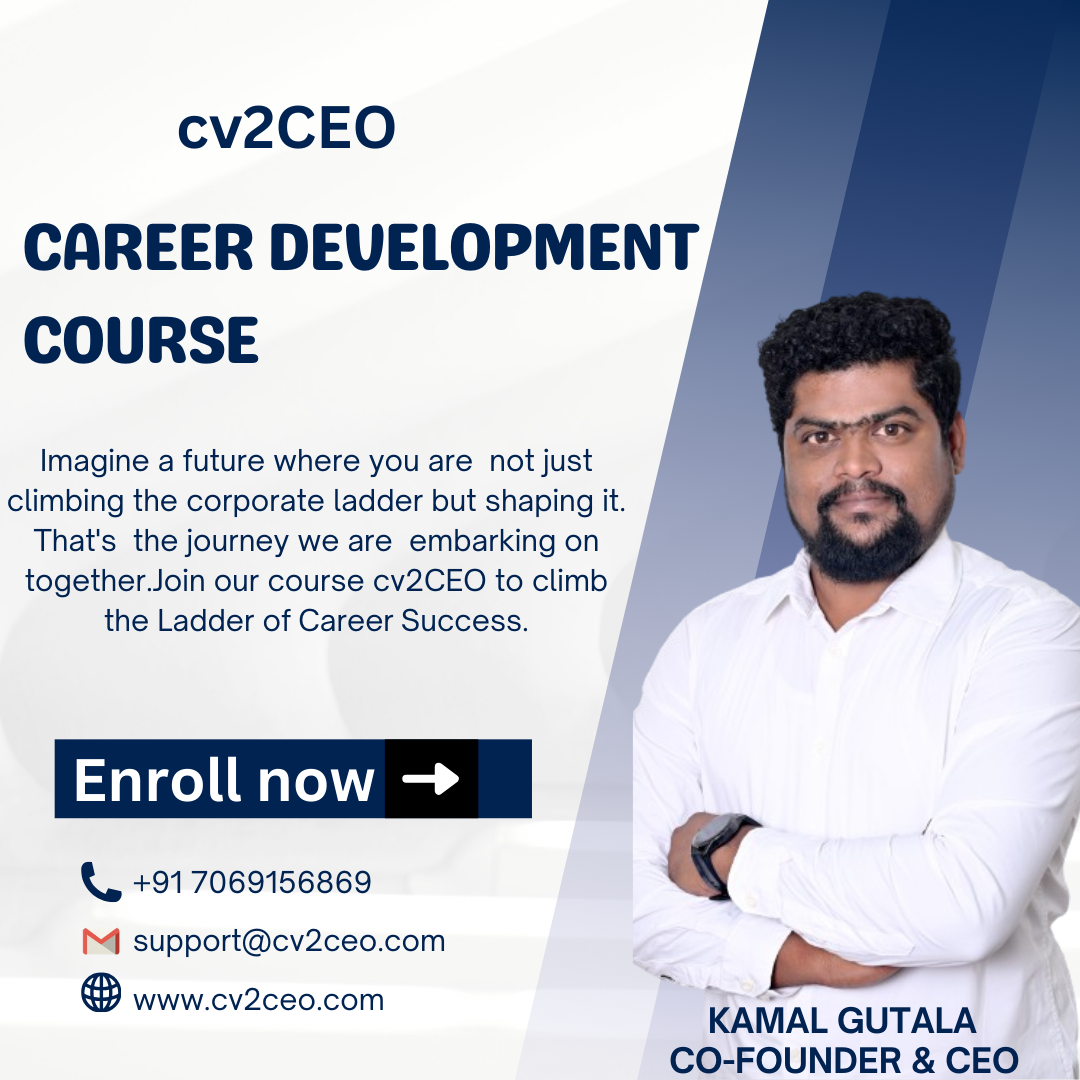 cv2CEO
CAREER DEVELOPMENT
COURSE
Imagine a future where you are  not just
climbing the corporate ladder but shaping it.
That's  the journey we are  embarking on
together.Join our course cv2CEO to climb
the Ladder of Career Success.
Enroll now
+91 7069156869
support@cv2ceo.com
www.cv2ceo.com
KAMAL GUTALA
CO-FOUNDER & CEO